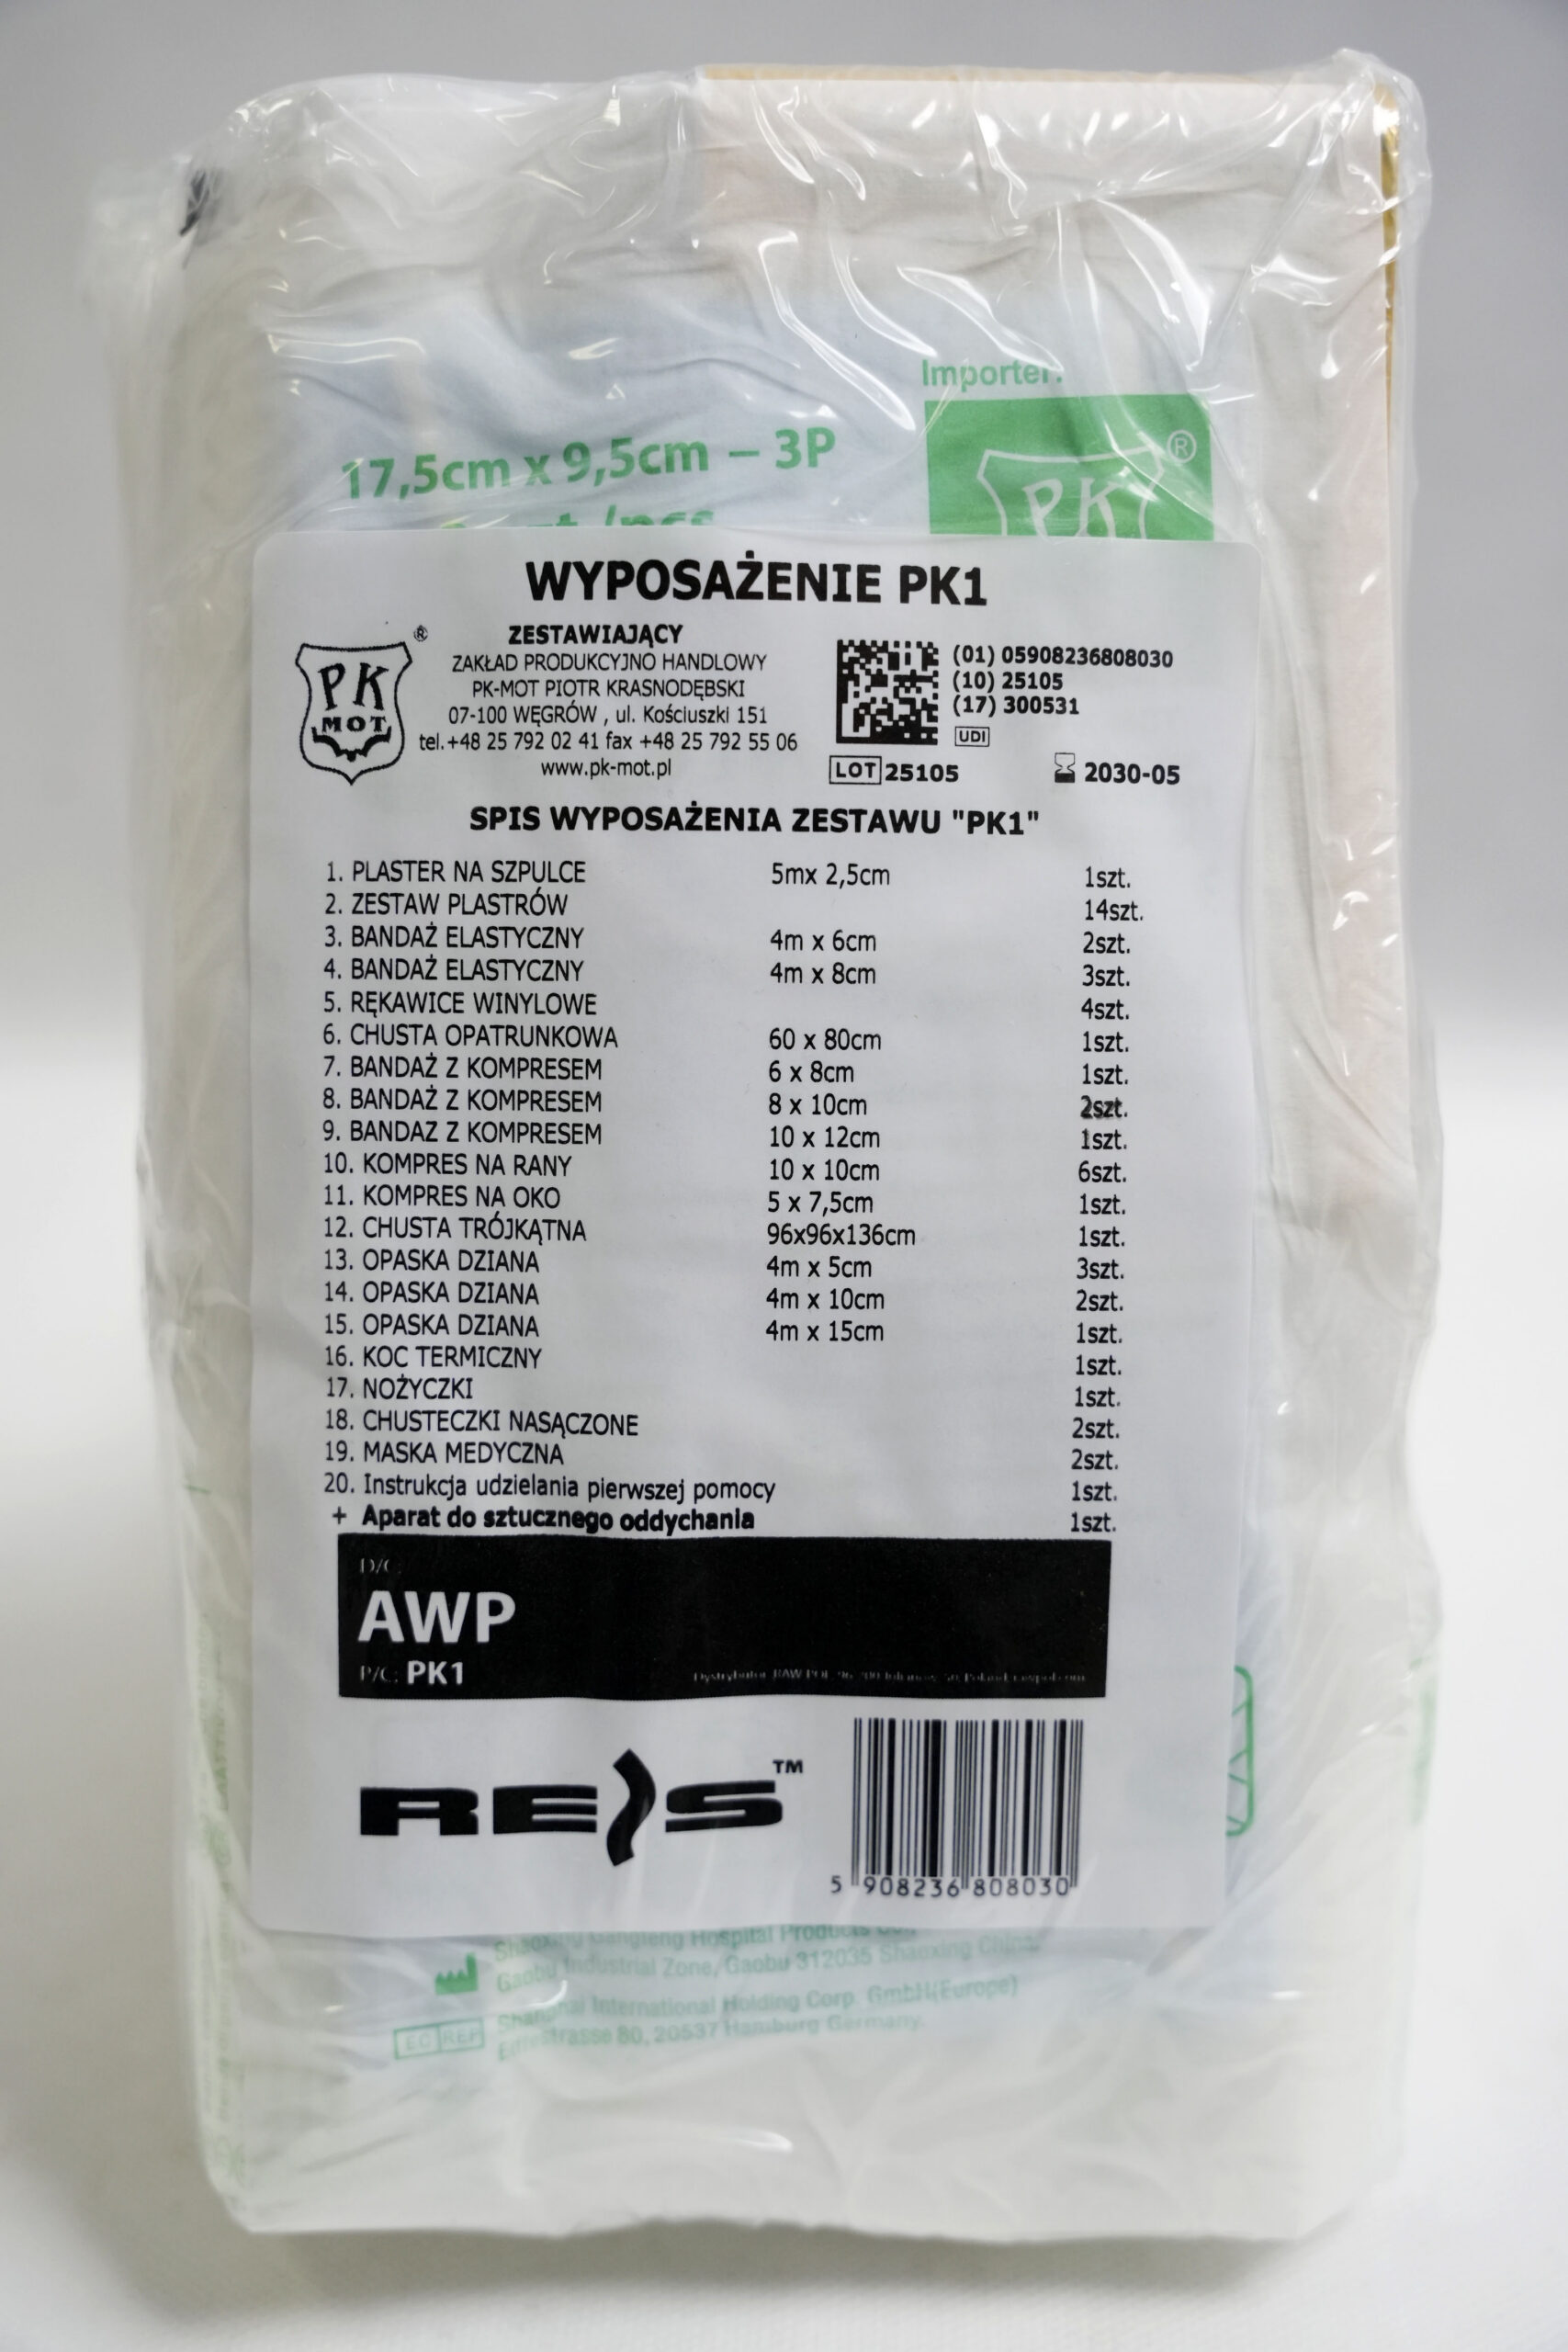 Importer:
17,5cm x 9,5cm – 3P
PK ®
WYPOSAŻENIE PK1
PK MOT ®
ZESTAWIAJĄCY
ZAKŁAD PRODUKCYJNO HANDLOWY
PK-MOT PIOTR KRASNODĘBSKI
07-100 WĘGRÓW , ul. Kościuszki 151
tel.+48 25 792 02 41 fax +48 25 792 55 06
www.pk-mot.pl
(01) 05908236808030
(10) 25105
(17) 300531
UDI
LOT 25105 2030-05
SPIS WYPOSAŻENIA ZESTAWU "PK1"
1. PLASTER NA SZPULCE 5mx 2,5cm 1szt.
2. ZESTAW PLASTRÓW 14szt.
3. BANDAŻ ELASTYCZNY 4m x 6cm 2szt.
4. BANDAŻ ELASTYCZNY 4m x 8cm 3szt.
5. RĘKAWICE WINYLOWE 4szt.
6. CHUSTA OPATRUNKOWA 60 x 80cm 1szt.
7. BANDAŻ Z KOMPRESEM 6 x 8cm 1szt.
8. BANDAŻ Z KOMPRESEM 8 x 10cm 2szt.
9. BANDAZ Z KOMPRESEM 10 x 12cm 1szt.
10. KOMPRES NA RANY 10 x 10cm 6szt.
11. KOMPRES NA OKO 5 x 7,5cm 1szt.
12. CHUSTA TRÓJKĄTNA 96x96x136cm 1szt.
13. OPASKA DZIANA 4m x 5cm 3szt.
14. OPASKA DZIANA 4m x 10cm 2szt.
15. OPASKA DZIANA 4m x 15cm 1szt.
16. KOC TERMICZNY 1szt.
17. NOŻYCZKI 1szt.
18. CHUSTECZKI NASĄCZONE 2szt.
19. MASKA MEDYCZNA 2szt.
20. Instrukcja udzielania pierwszej pomocy 1szt.
+ Aparat do sztucznego oddychania 1szt.
D/C
AWP
P/C: PK1
REIS™
5 908236 808030
Hospital Products
Gaobu Industrial Zone, Gaobu 312035 Shaoxing China
International Holding Corp. GmbH(Europe)
EC REP
80, 20537 Hamburg Germany